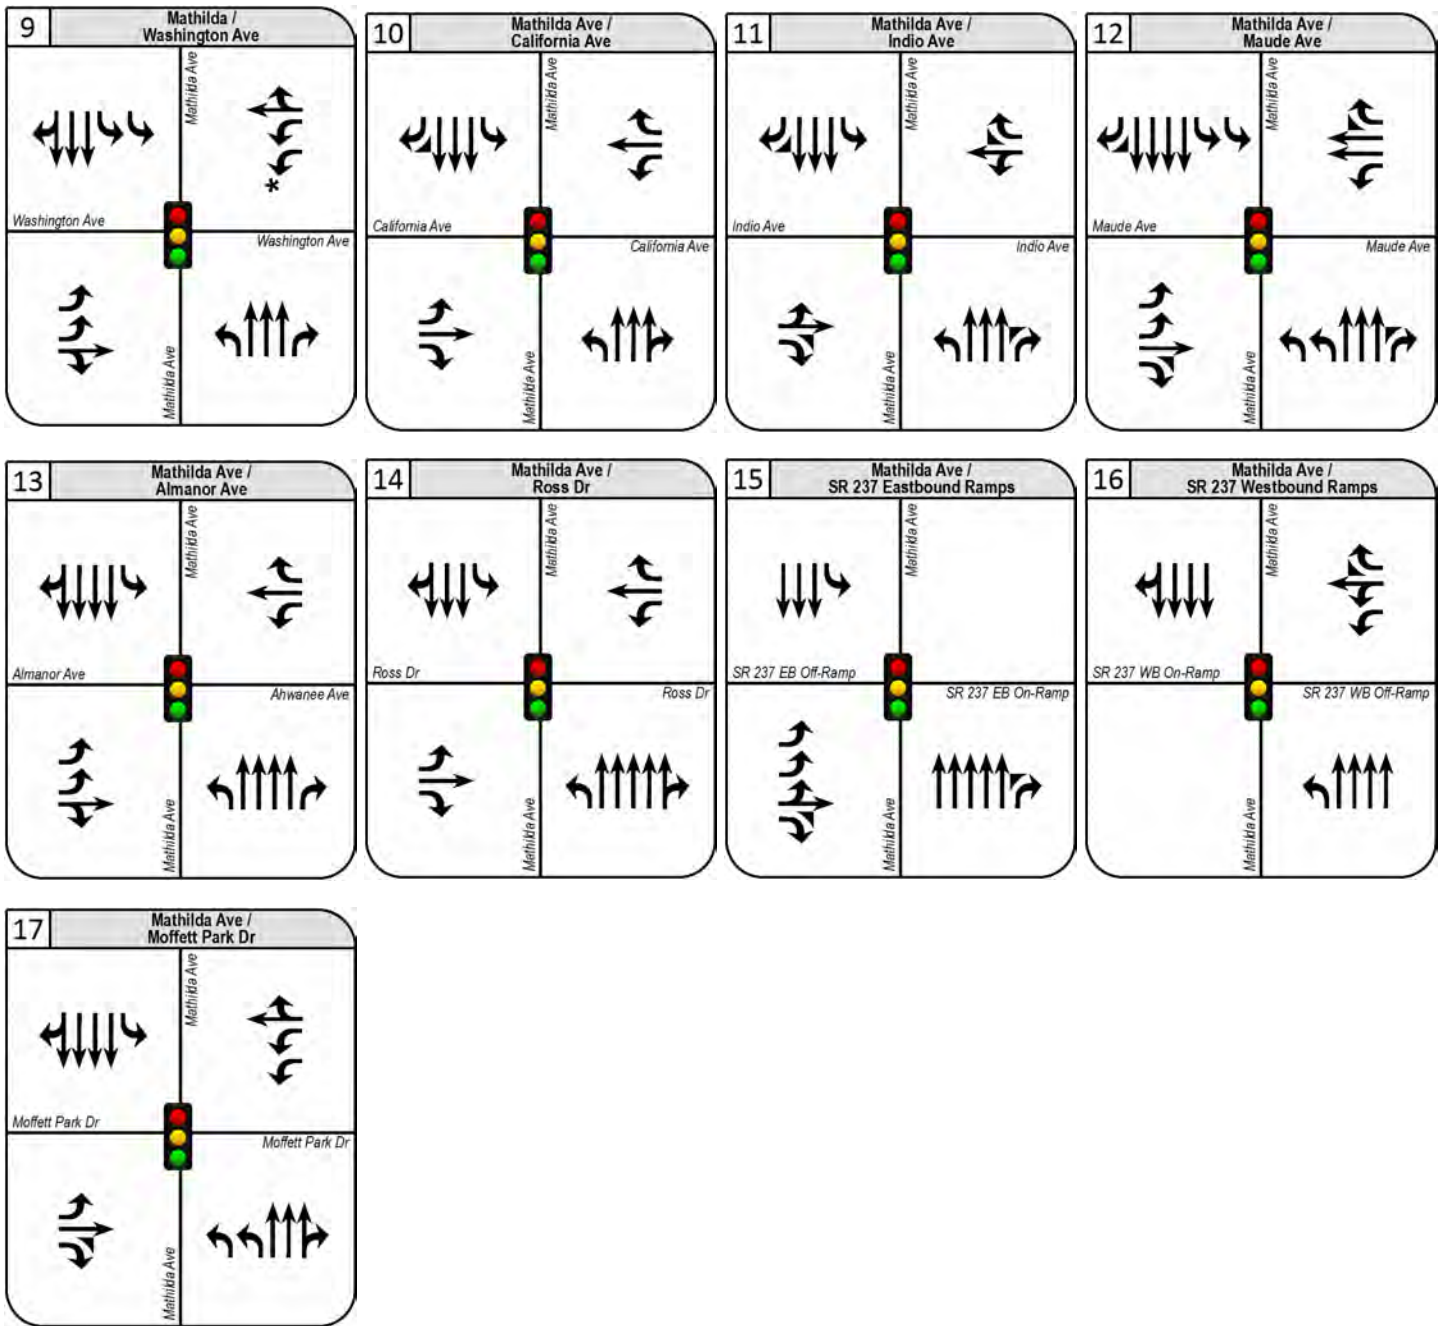 9
Mathilda /
Washington Ave
Mathilda Ave
*
Washington Ave
Washington Ave
Mathilda Ave
10
Mathilda Ave /
California Ave
Mathilda Ave
California Ave
California Ave
Mathilda Ave
11
Mathilda Ave /
Indio Ave
Mathilda Ave
Indio Ave
Indio Ave
Mathilda Ave
12
Mathilda Ave /
Maude Ave
Mathilda Ave
Maude Ave
Maude Ave
Mathilda Ave
13
Mathilda Ave /
Almanor Ave
Mathilda Ave
Almanor Ave
Ahwanee Ave
Mathilda Ave
14
Mathilda Ave /
Ross Dr
Mathilda Ave
Ross Dr
Ross Dr
Mathilda Ave
15
Mathilda Ave /
SR 237 Eastbound Ramps
Mathilda Ave
SR 237 EB Off-Ramp
SR 237 EB On-Ramp
Mathilda Ave
16
Mathilda Ave /
SR 237 Westbound Ramps
Mathilda Ave
SR 237 WB On-Ramp
SR 237 WB Off-Ramp
Mathilda Ave
17
Mathilda Ave /
Moffett Park Dr
Mathilda Ave
Moffett Park Dr
Moffett Park Dr
Mathilda Ave